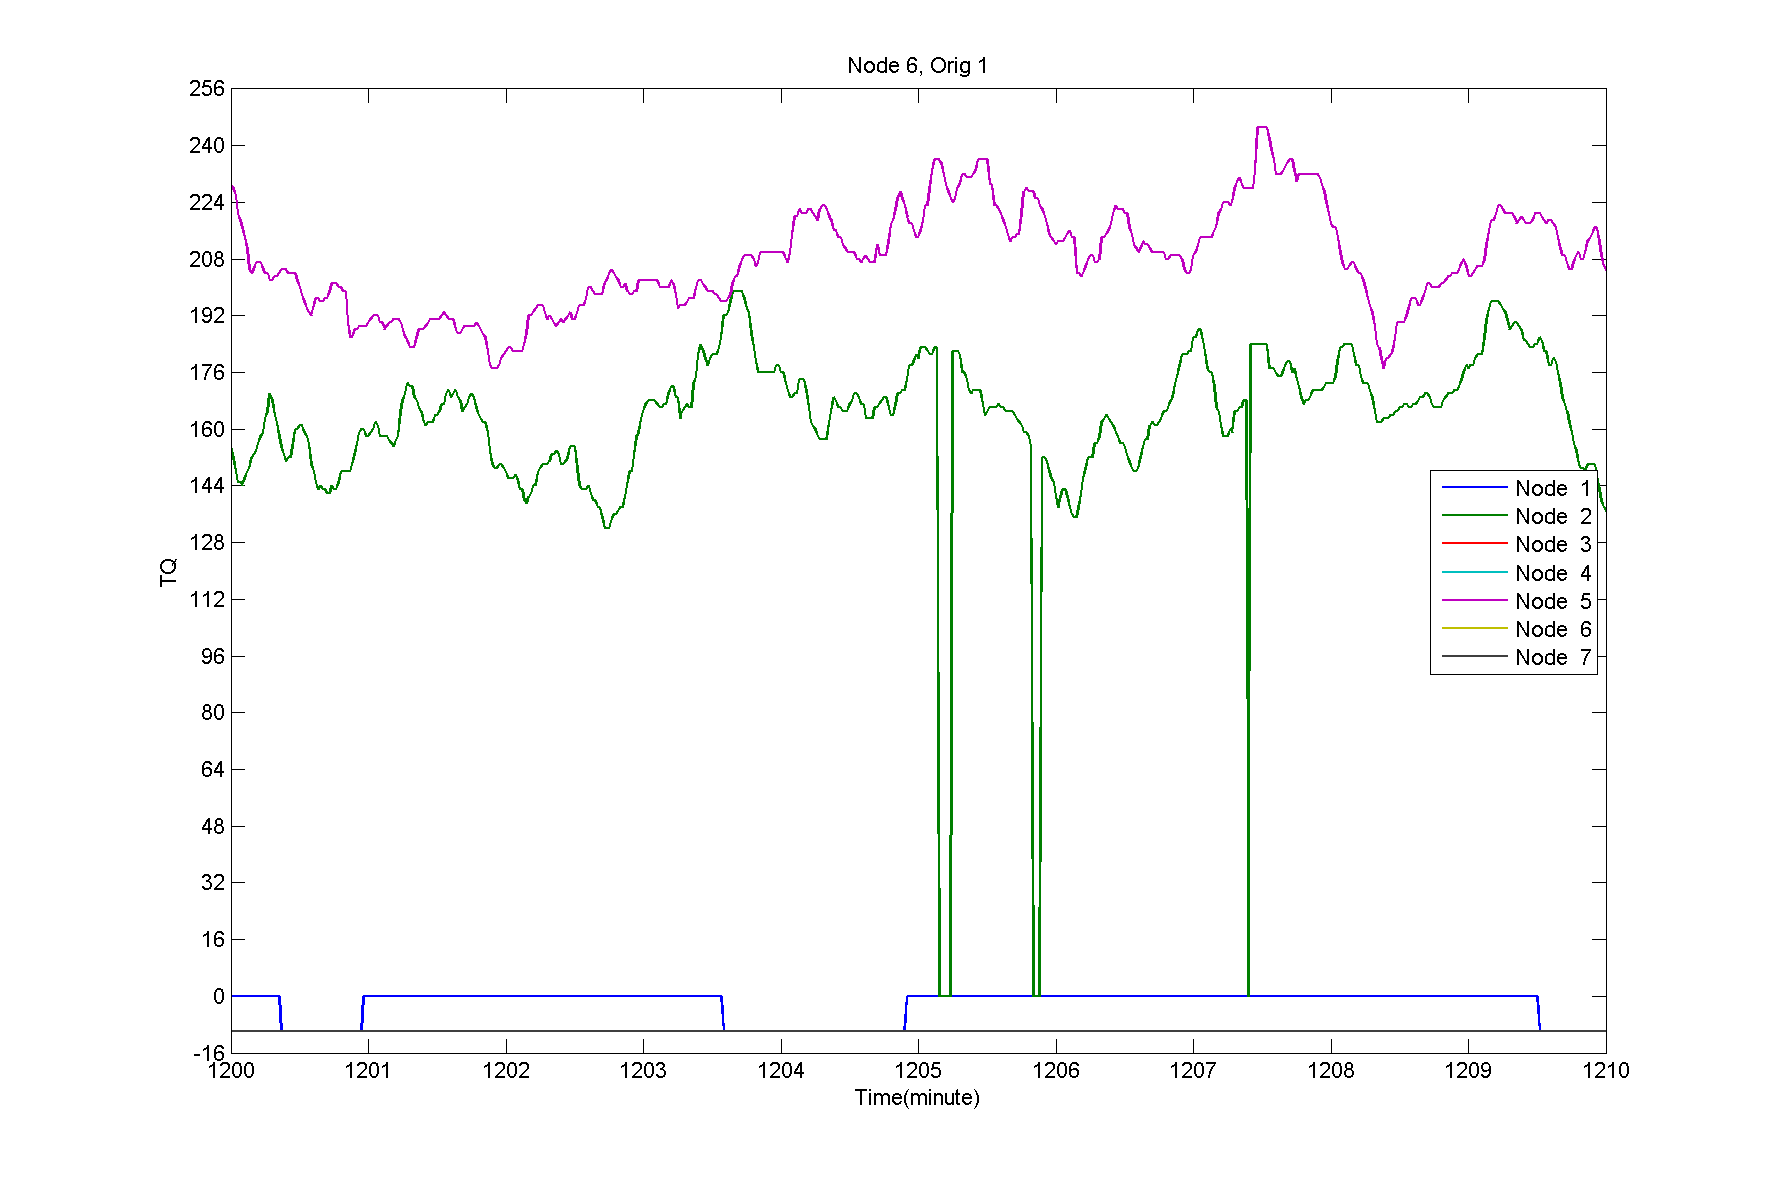 Node 6, Orig 1
256
240
224
208
192
176
160
144
128
112
96
80
64
48
32
16
0
-16
TQ
Node 1
Node 2
Node 3
Node 4
Node 5
Node 6
Node 7
1200 1201 1202 1203 1204 1205 1206 1207 1208 1209 1210
Time(minute)